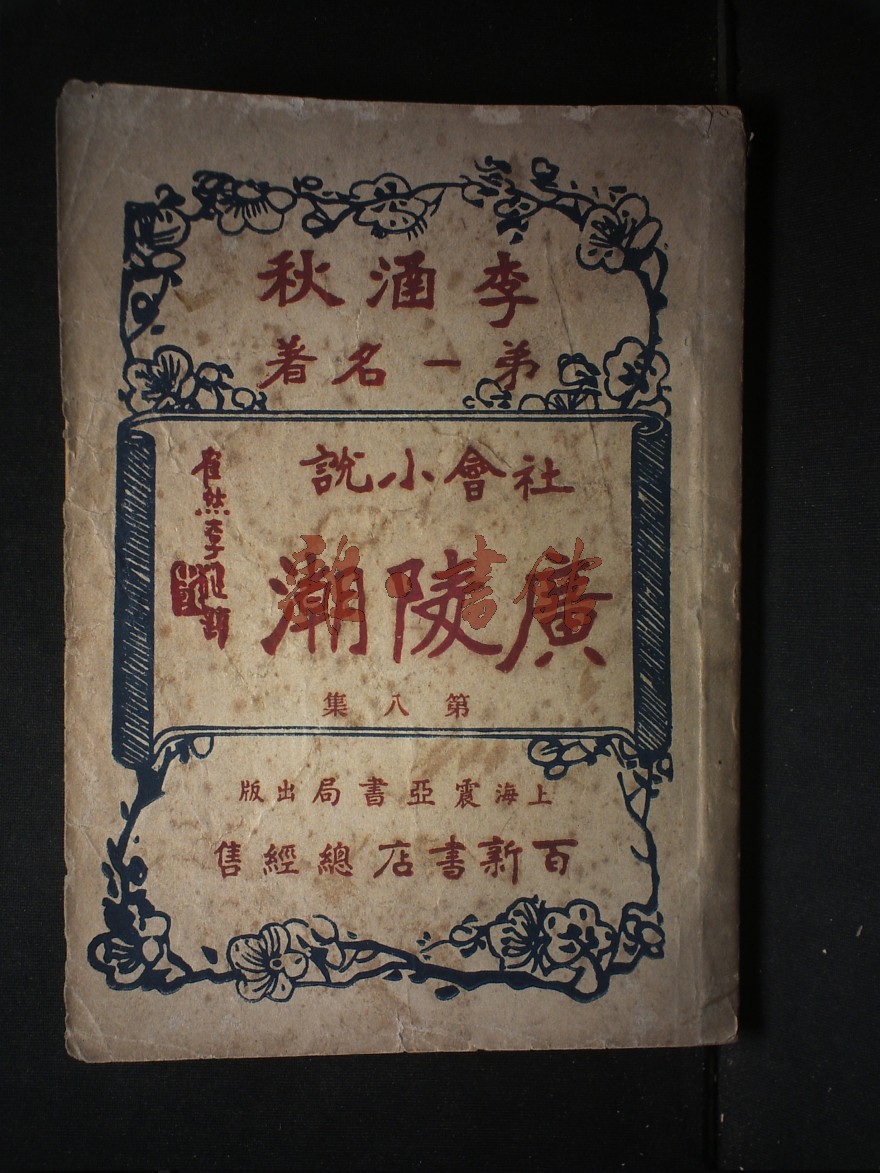 李涵秋
弟一名著
社會小說
廣陵潮
第八集
上海震亞書局出版
百新書店總經售